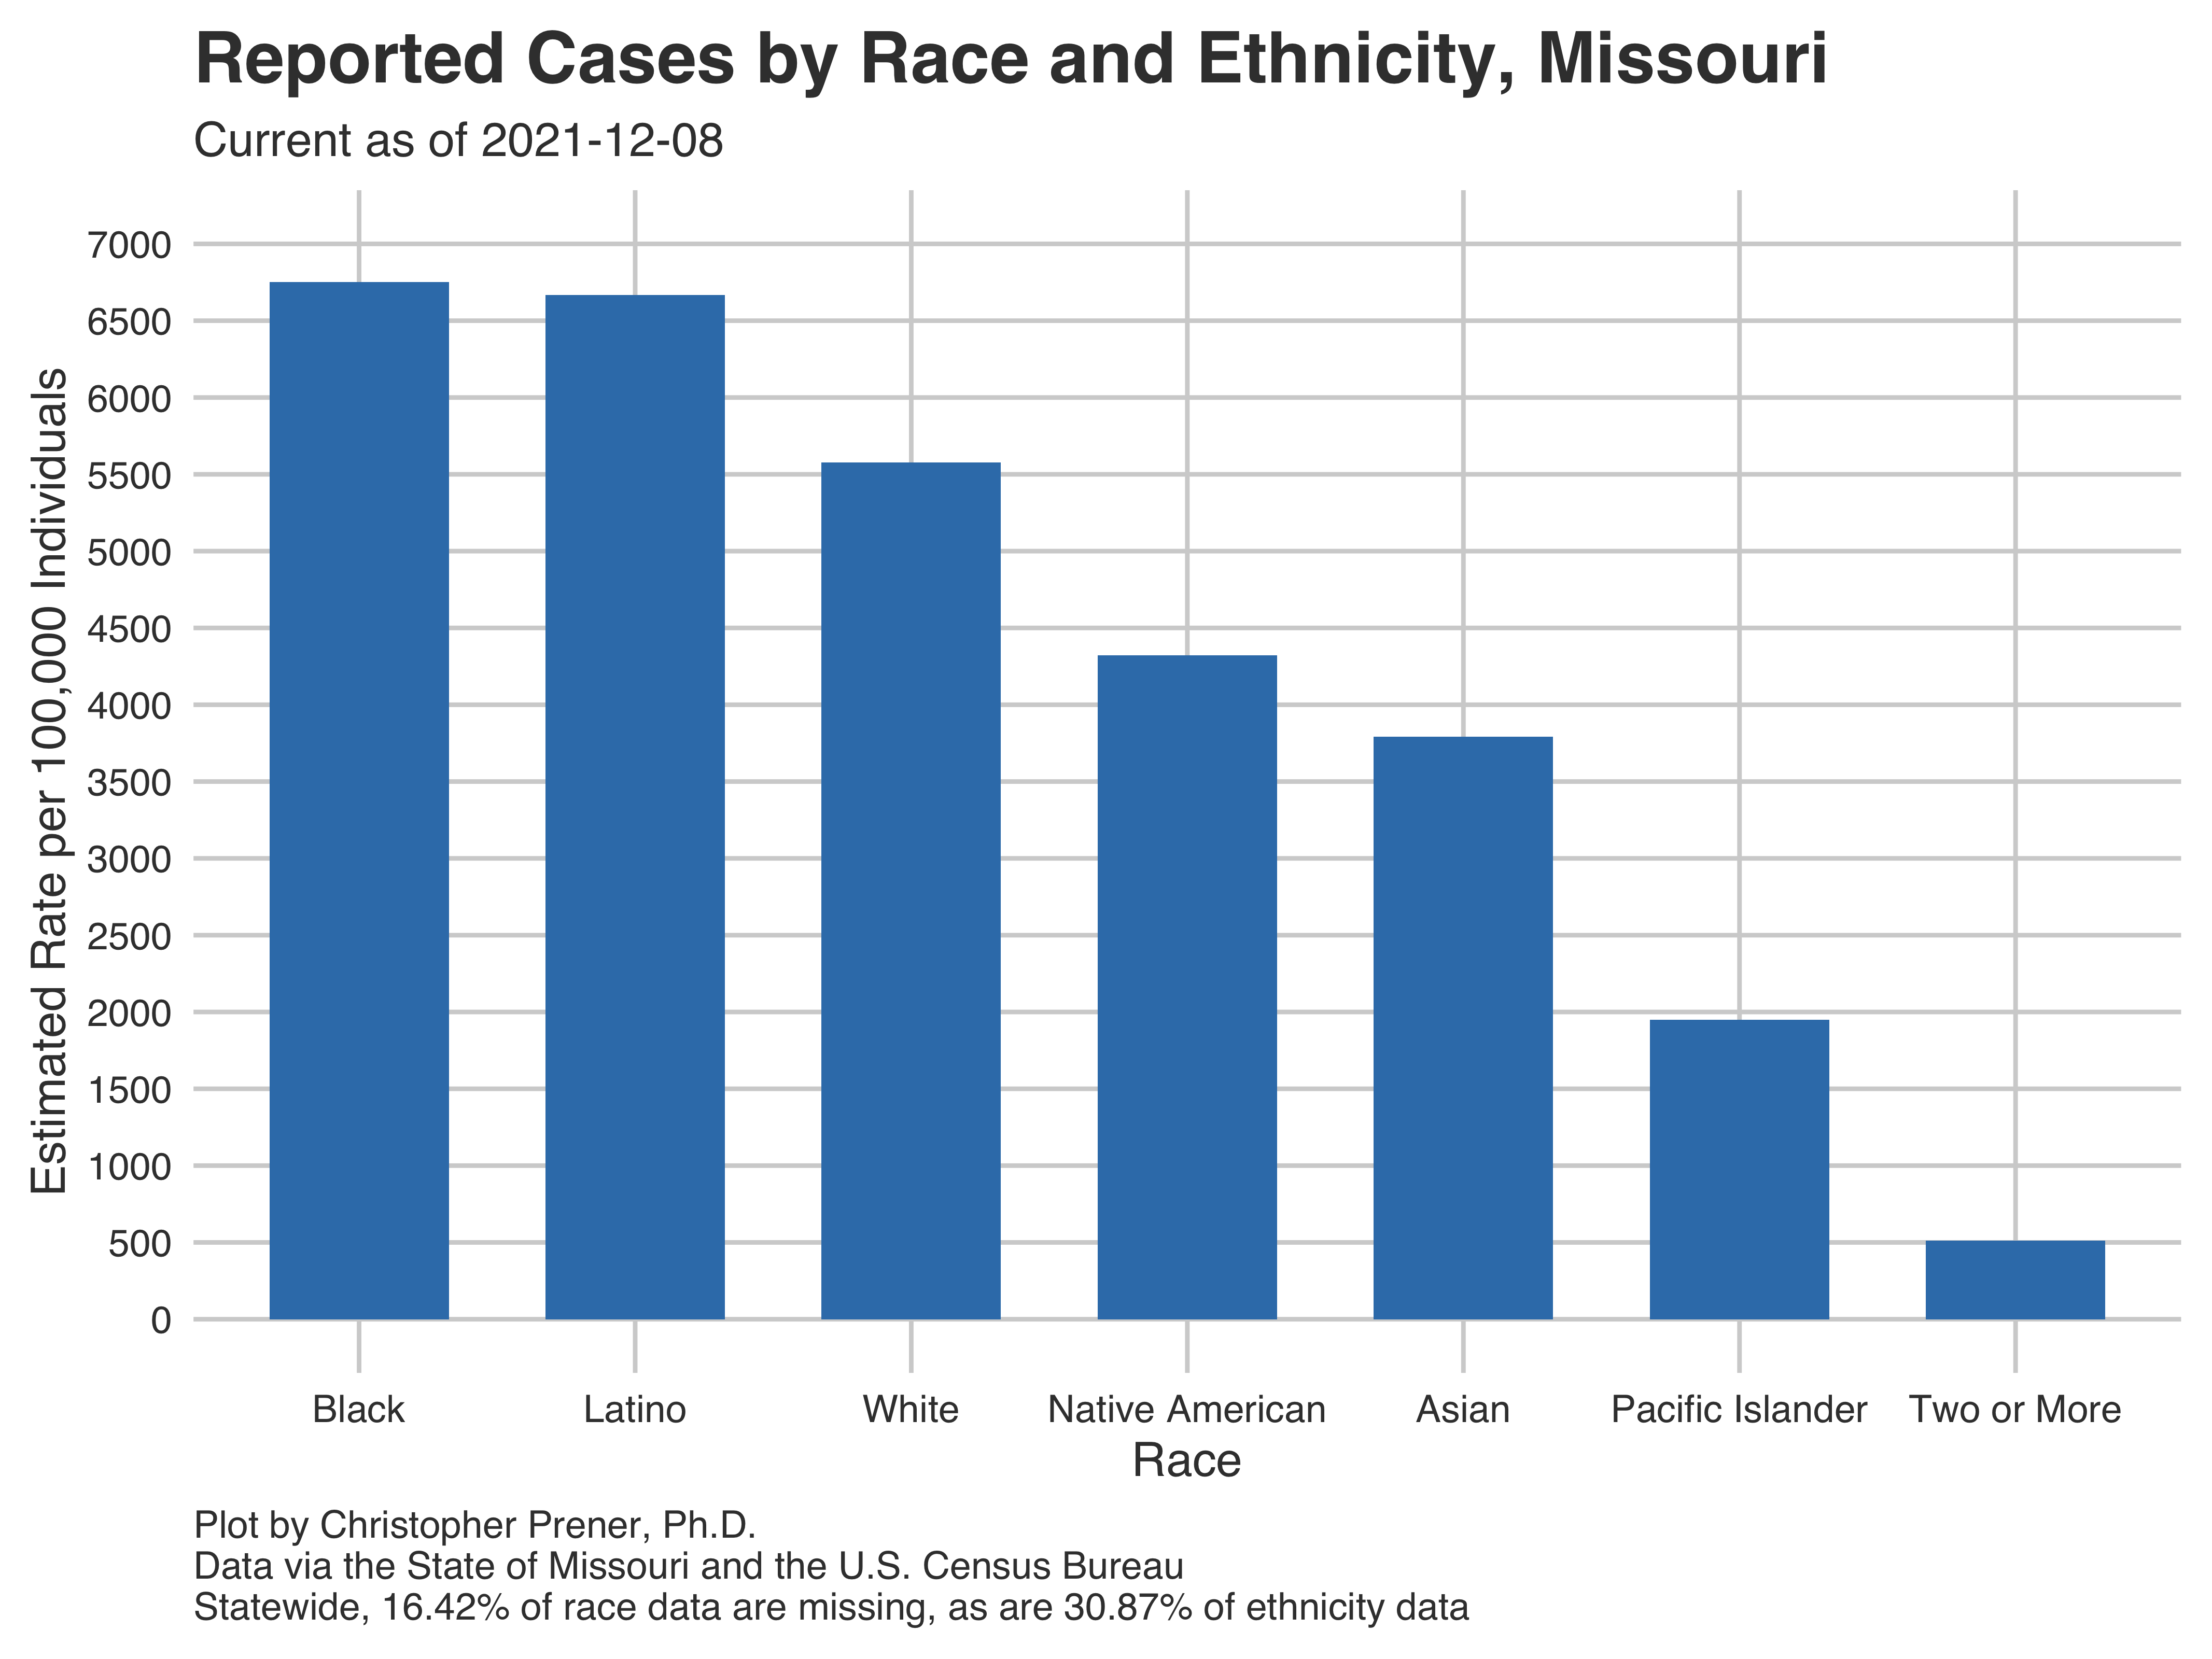 Reported Cases by Race and Ethnicity, Missouri
Current as of 2021-12-08
Estimated Rate per 100,000 Individuals
7000
6500
6000
5500
5000
4500
4000
3500
3000
2500
2000
1500
1000
500
0
Black Latino White Native American Asian Pacific Islander Two or More
Race
Plot by Christopher Prener, Ph.D.
Data via the State of Missouri and the U.S. Census Bureau
Statewide, 16.42% of race data are missing, as are 30.87% of ethnicity data